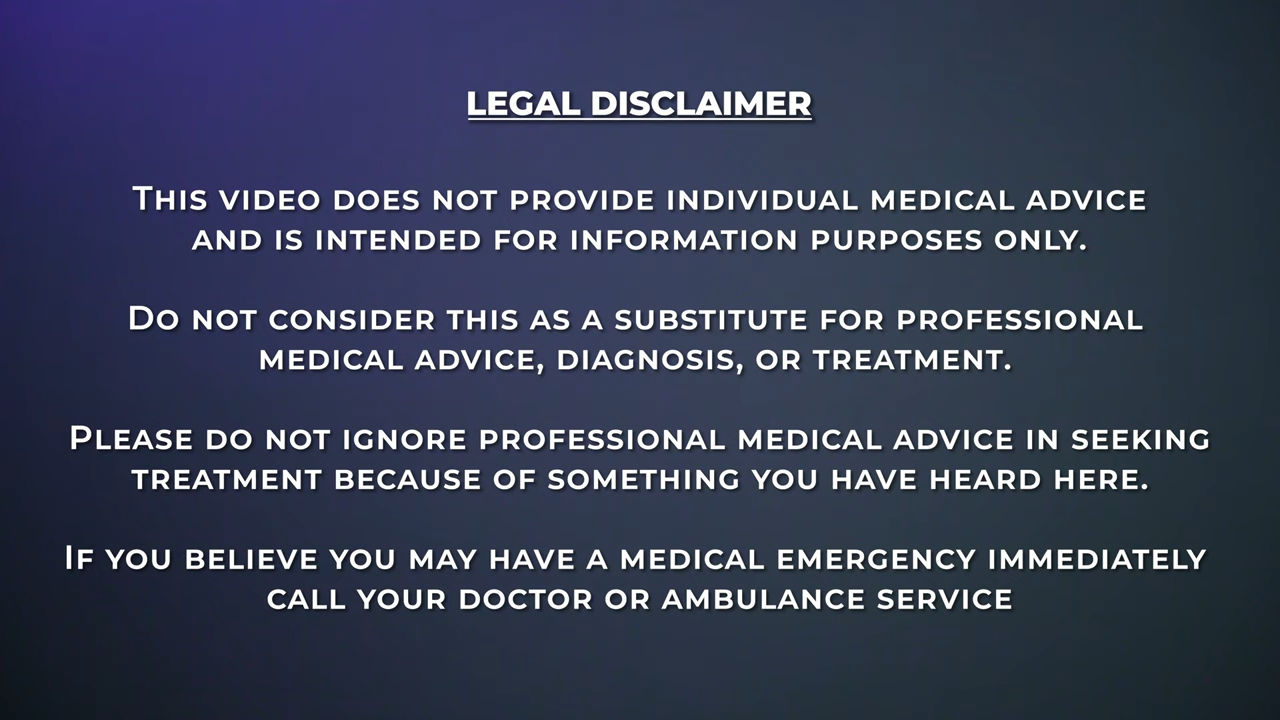 LEGAL DISCLAIMER
THIS VIDEO DOES NOT PROVIDE INDIVIDUAL MEDICAL ADVICE
AND IS INTENDED FOR INFORMATION PURPOSES ONLY.
DO NOT CONSIDER THIS AS A SUBSTITUTE FOR PROFESSIONAL
MEDICAL ADVICE, DIAGNOSIS, OR TREATMENT.
PLEASE DO NOT IGNORE PROFESSIONAL MEDICAL ADVICE IN SEEKING
TREATMENT BECAUSE OF SOMETHING YOU HAVE HEARD HERE.
IF YOU BELIEVE YOU MAY HAVE A MEDICAL EMERGENCY IMMEDIATELY
CALL YOUR DOCTOR OR AMBULANCE SERVICE